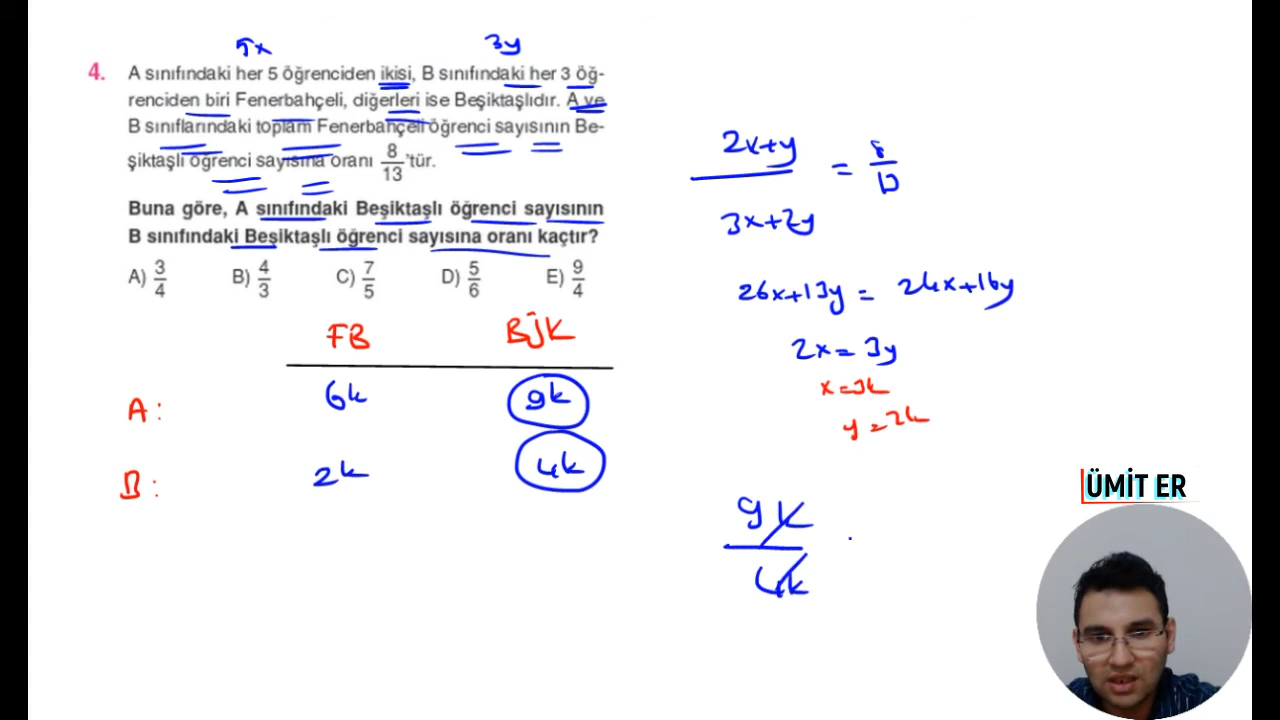 5x 3y
4. A sınıfındaki her 5 öğrenciden ikisi, B sınıfındaki her 3 öğ-
renciden biri Fenerbahçeli, diğerleri ise Beşiktaşlıdır. A ve
B sınıflarındaki toplam Fenerbahçeli öğrenci sayısının Be-
şiktaşlı öğrenci sayısına oranı 8/13'tür.
Buna göre, A sınıfındaki Beşiktaşlı öğrenci sayısının
B sınıfındaki Beşiktaşlı öğrenci sayısına oranı kaçtır?
A) 3/4 B) 4/3 C) 7/5 D) 5/6 E) 9/4
FB BJK
A: 6k 9k
B: 2k 4k
2x+y/3x+2y = 8/13
26x+13y = 24x+16y
2x = 3y
x=3k
y=2k
9k/4k
ÜMİT ER